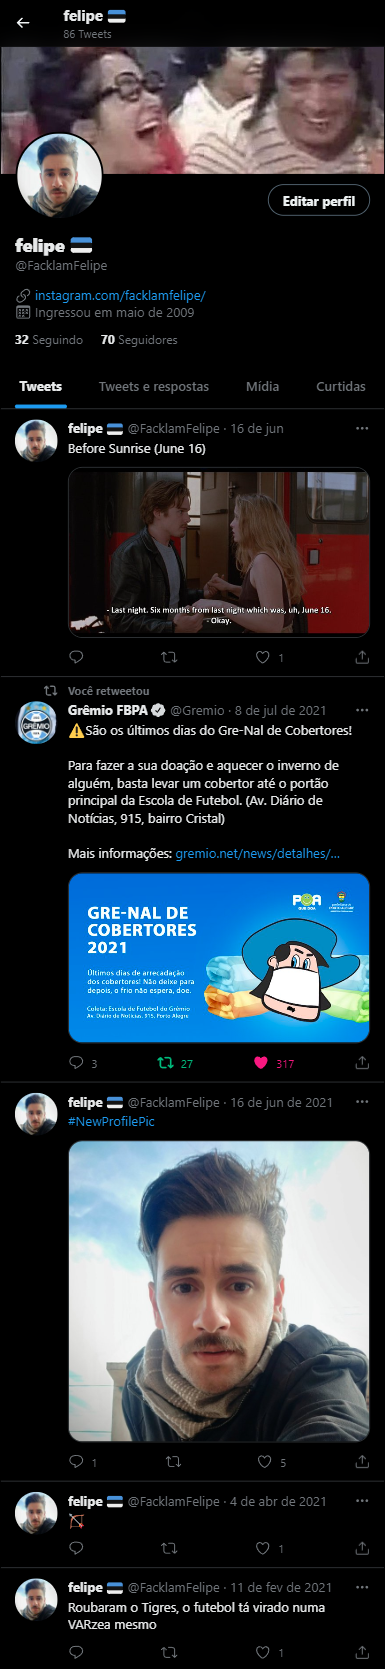 felipe
86 Tweets
Editar perfil
felipe
@FacklamFelipe
instagram.com/facklamfelipe/
Ingressou em maio de 2009
32 Seguindo 70 Seguidores
Tweets Tweets e respostas Mídia Curtidas
felipe @FacklamFelipe · 16 de jun
Before Sunrise (June 16)
- Last night. Six months from last night which was, uh, June 16.
- Okay.
1
Você retweetou
Grêmio FBPA @Gremio · 8 de jul de 2021
⚠️São os últimos dias do Gre-Nal de Cobertores!
Para fazer a sua doação e aquecer o inverno de
alguém, basta levar um cobertor até o portão
principal da Escola de Futebol. (Av. Diário de
Notícias, 915, bairro Cristal)
Mais informações: gremio.net/news/detalhes/...
GRÊMIO
POA
QUE DOA
GRE-NAL DE
COBERTORES
2021
Últimos dias de arrecadação
dos cobertores! Não deixe para
depois, o frio não espera, doe.
Coleta: Escola de Futebol do Grêmio
Av. Diário de Notícias, 915, Porto Alegre
3 27 317
felipe @FacklamFelipe · 16 de jun de 2021
#NewProfilePic
1 5
felipe @FacklamFelipe · 4 de abr de 2021
🏹
1
felipe @FacklamFelipe · 11 de fev de 2021
Roubaram o Tigres, o futebol tá virado numa
VARzea mesmo
1